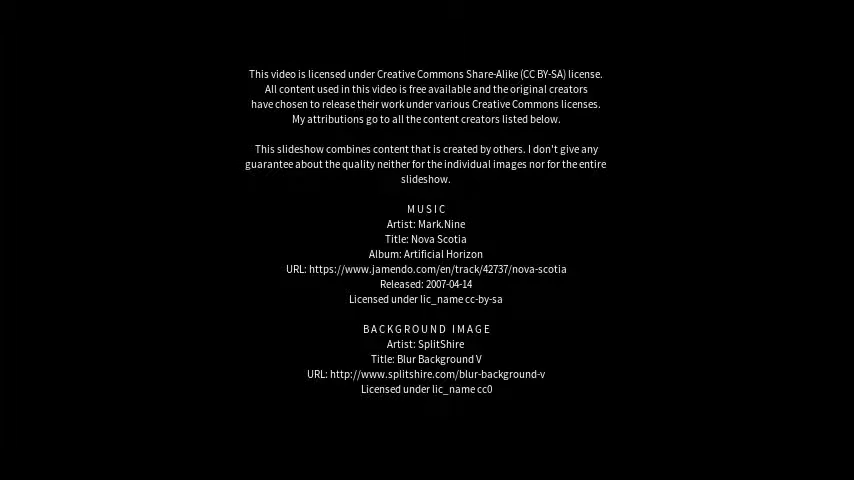 This video is licensed under Creative Commons Share-Alike (CC BY-SA) license.
All content used in this video is free available and the original creators
have chosen to release their work under various Creative Commons licenses.
My attributions go to all the content creators listed below.
This slideshow combines content that is created by others. I don't give any
guarantee about the quality neither for the individual images nor for the entire
slideshow.
MUSIC
Artist: Mark.Nine
Title: Nova Scotia
Album: Artificial Horizon
URL: https://www.jamendo.com/en/track/42737/nova-scotia
Released: 2007-04-14
Licensed under lic_name cc-by-sa
BACKGROUND IMAGE
Artist: SplitShire
Title: Blur Background V
URL: http://www.splitshire.com/blur-background-v
Licensed under lic_name cc0